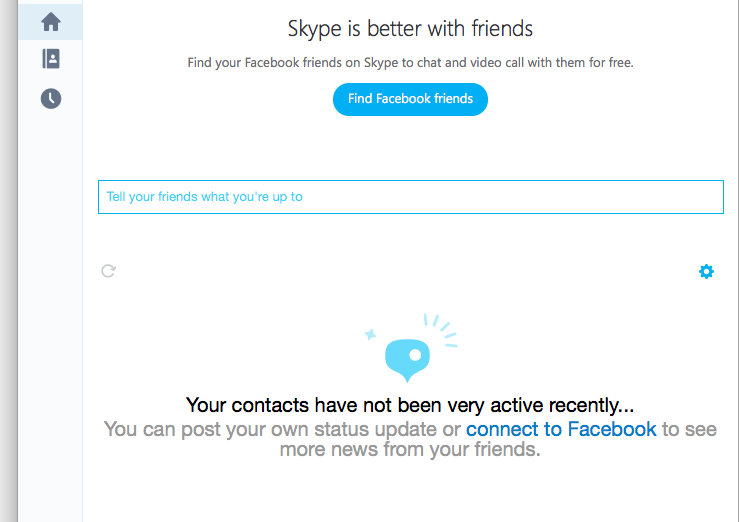 Skype is better with friends
Find your Facebook friends on Skype to chat and video call with them for free.
Find Facebook friends
Tell your friends what you're up to
Your contacts have not been very active recently...
You can post your own status update or connect to Facebook to see
more news from your friends.